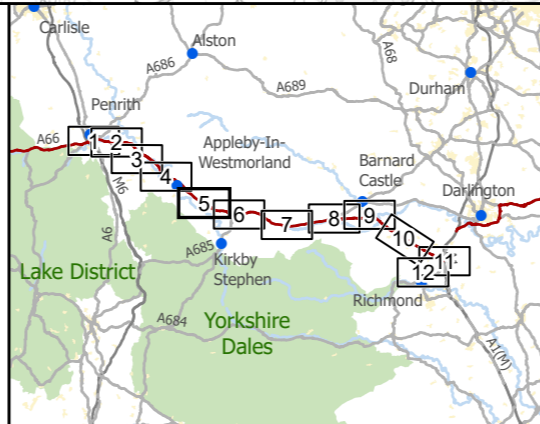 Carlisle
Alston
A68
A686
A689
Durham
Penrith
A66
1
2
3
4
5
6
7
8
9
10
11
12
Appleby-In-
Westmorland
Barnard
Castle
Darlington
M6
A6
A685
Kirkby
Stephen
Lake District
A684
Yorkshire
Dales
Richmond
A1(M)